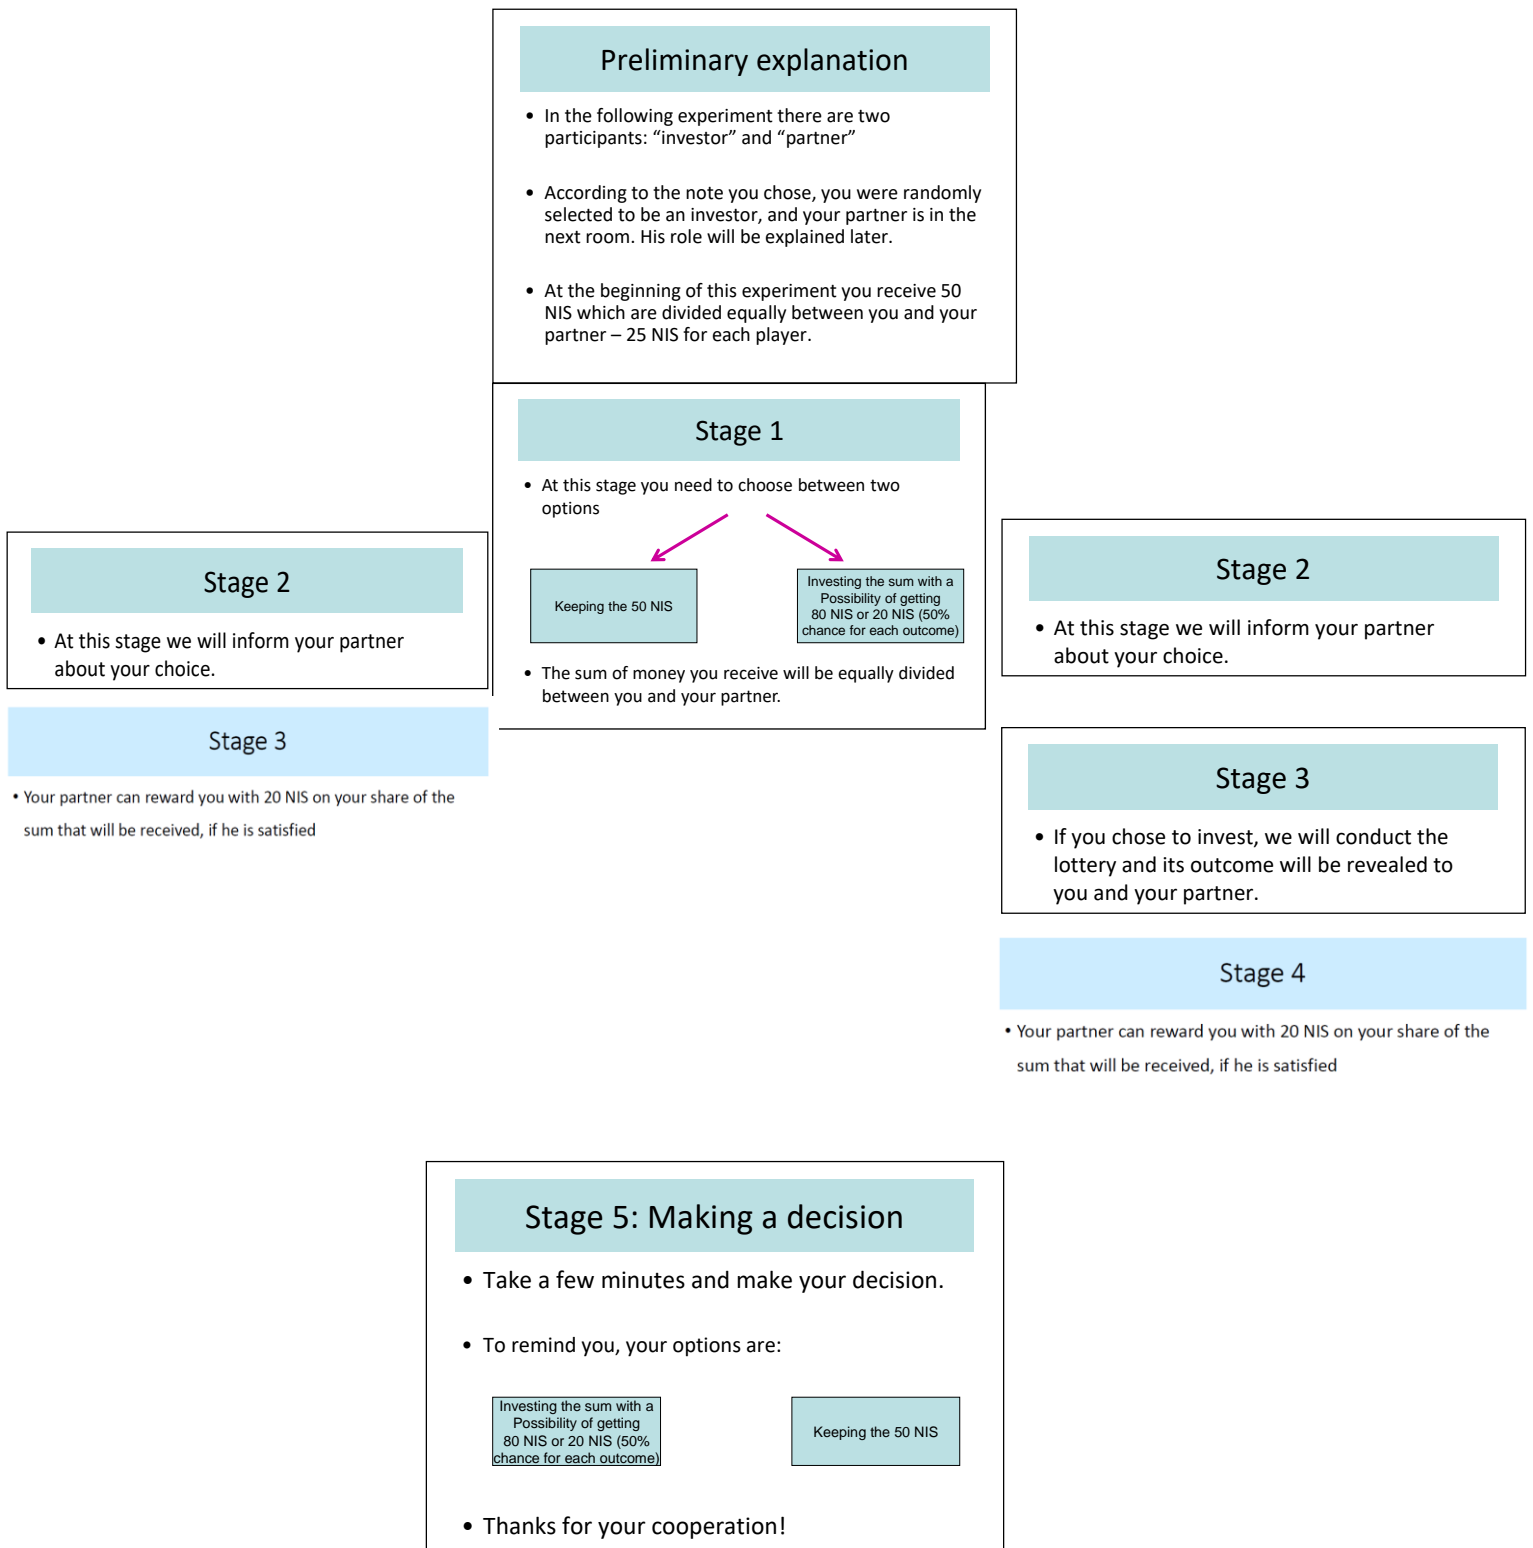 Preliminary explanation
• In the following experiment there are two
participants: “investor” and “partner”
• According to the note you chose, you were randomly
selected to be an investor, and your partner is in the
next room. His role will be explained later.
• At the beginning of this experiment you receive 50
NIS which are divided equally between you and your
partner – 25 NIS for each player.
Stage 1
• At this stage you need to choose between two
options
Keeping the 50 NIS
Investing the sum with a
Possibility of getting
80 NIS or 20 NIS (50%
chance for each outcome)
• The sum of money you receive will be equally divided
between you and your partner.
Stage 2
• At this stage we will inform your partner
about your choice.
Stage 3
• Your partner can reward you with 20 NIS on your share of the
sum that will be received, if he is satisfied
Stage 2
• At this stage we will inform your partner
about your choice.
Stage 3
• If you chose to invest, we will conduct the
lottery and its outcome will be revealed to
you and your partner.
Stage 4
• Your partner can reward you with 20 NIS on your share of the
sum that will be received, if he is satisfied
Stage 5: Making a decision
• Take a few minutes and make your decision.
• To remind you, your options are:
Investing the sum with a
Possibility of getting
80 NIS or 20 NIS (50%
chance for each outcome)
Keeping the 50 NIS
• Thanks for your cooperation!